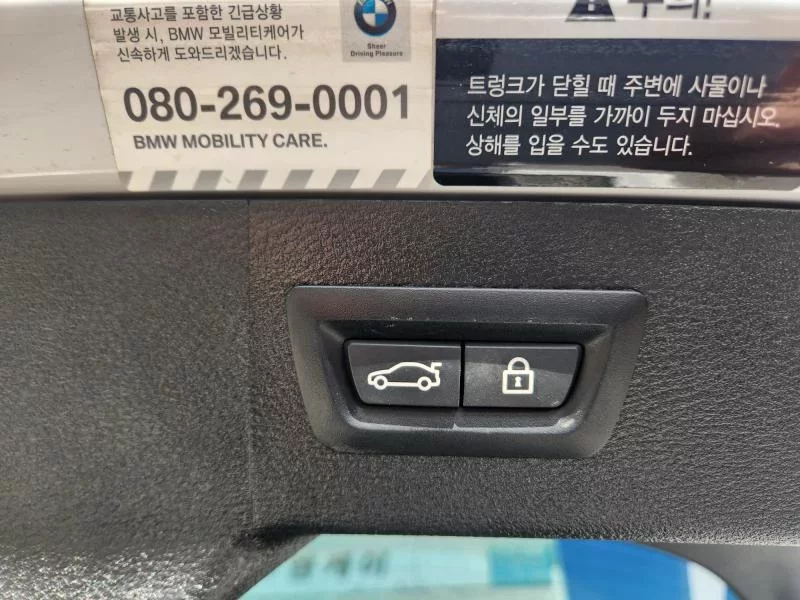 교통사고를 포함한 긴급상황
발생 시, BMW 모빌리티케어가
신속하게 도와드리겠습니다.
BMW
Sheer
Driving Pleasure
080-269-0001
BMW MOBILITY CARE.
주의!
트렁크가 닫힐 때 주변에 사물이나
신체의 일부를 가까이 두지 마십시오.
상해를 입을 수도 있습니다.